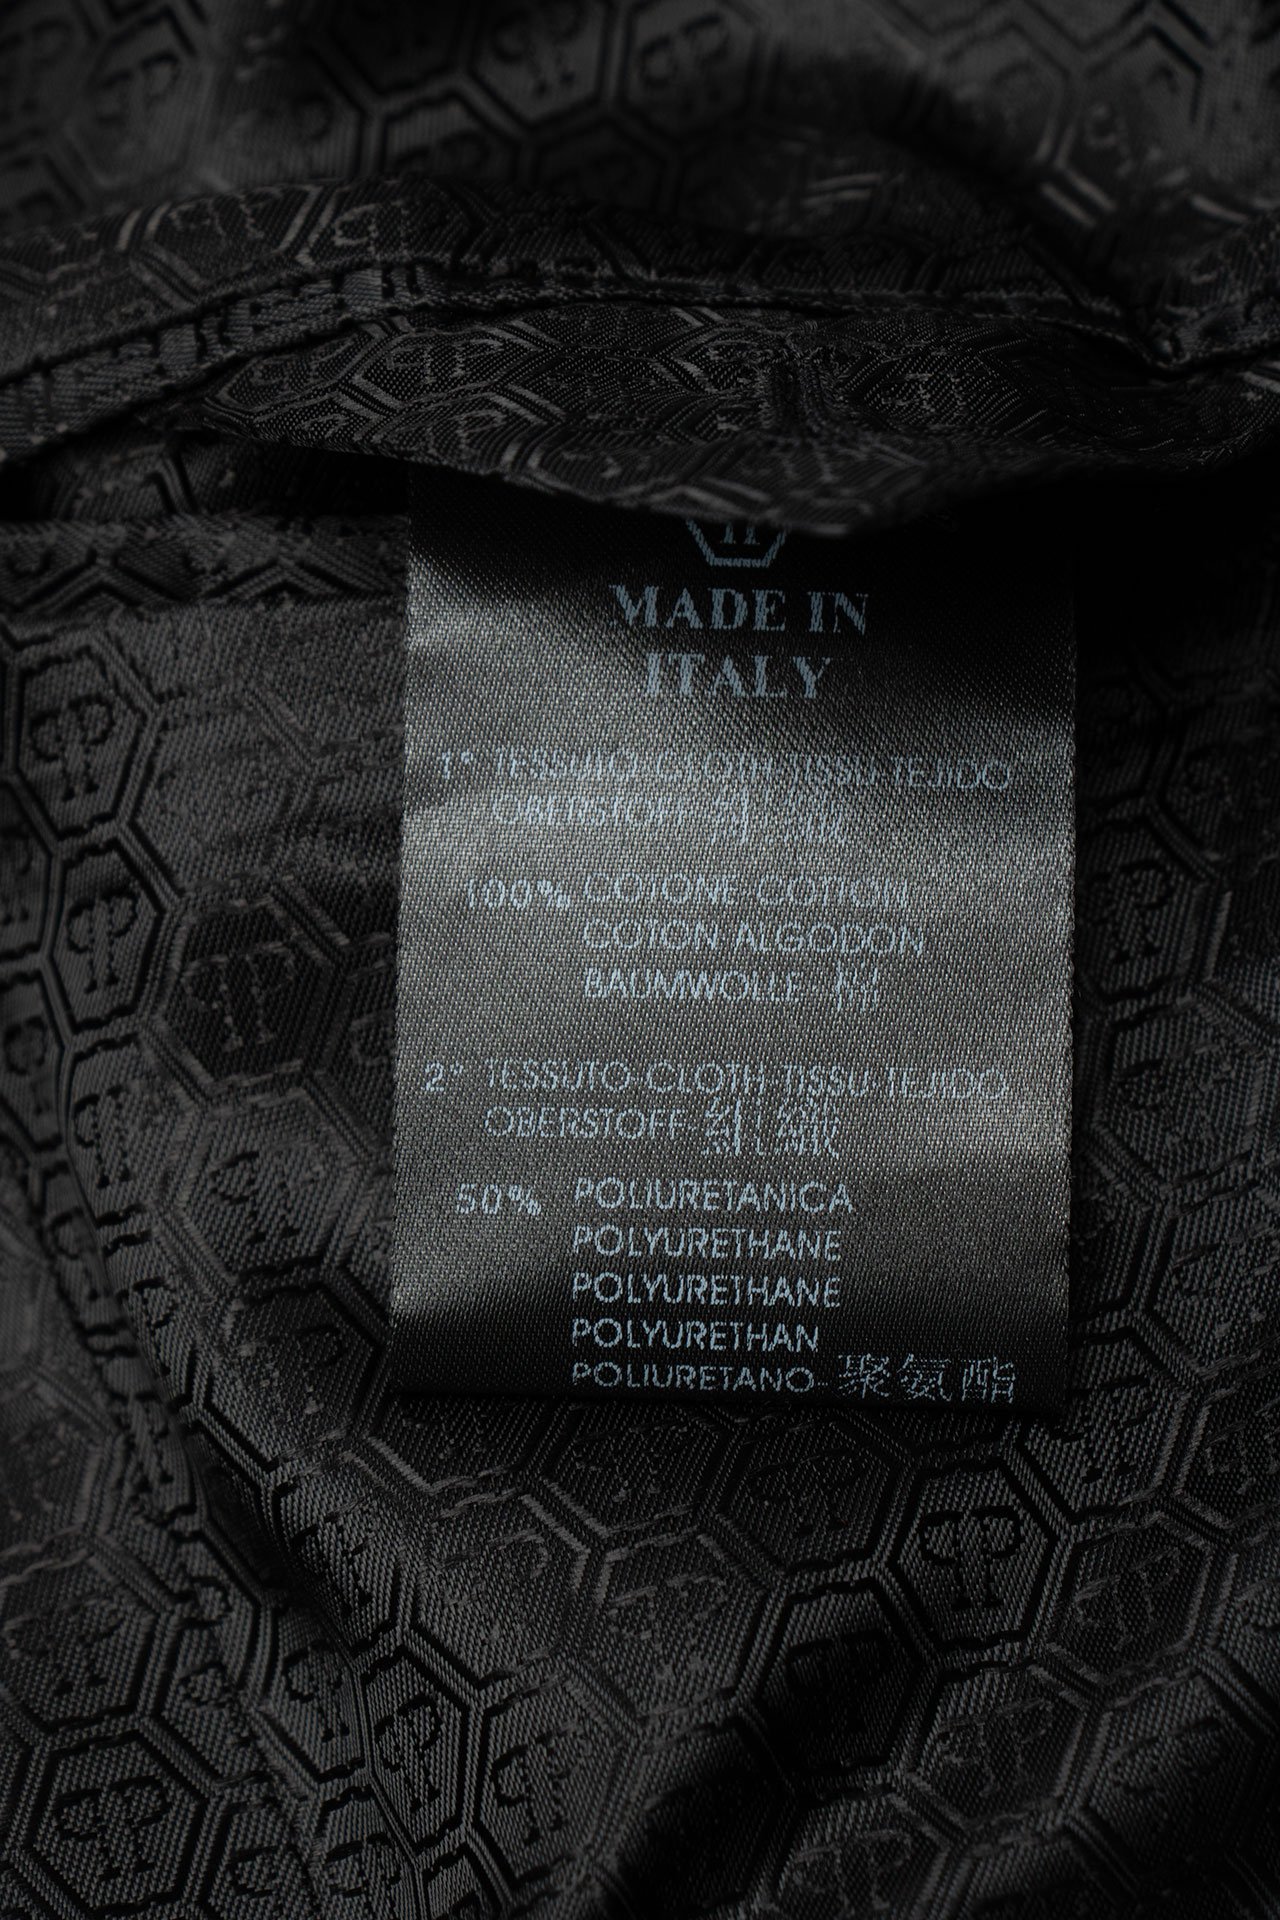 MADE IN
ITALY
1° TESSUTO-CLOTH-TISSU-TEJIDO
OBERSTOFF-
100% COTONE-COTTON
COTON ALGODON
BAUMWOLLE-
2° TESSUTO-CLOTH-TISSU-TEJIDO
OBERSTOFF-
50% POLIURETANICA
POLYURETHANE
POLYURETHANE
POLYURETHAN
POLIURETANO-聚氨酯